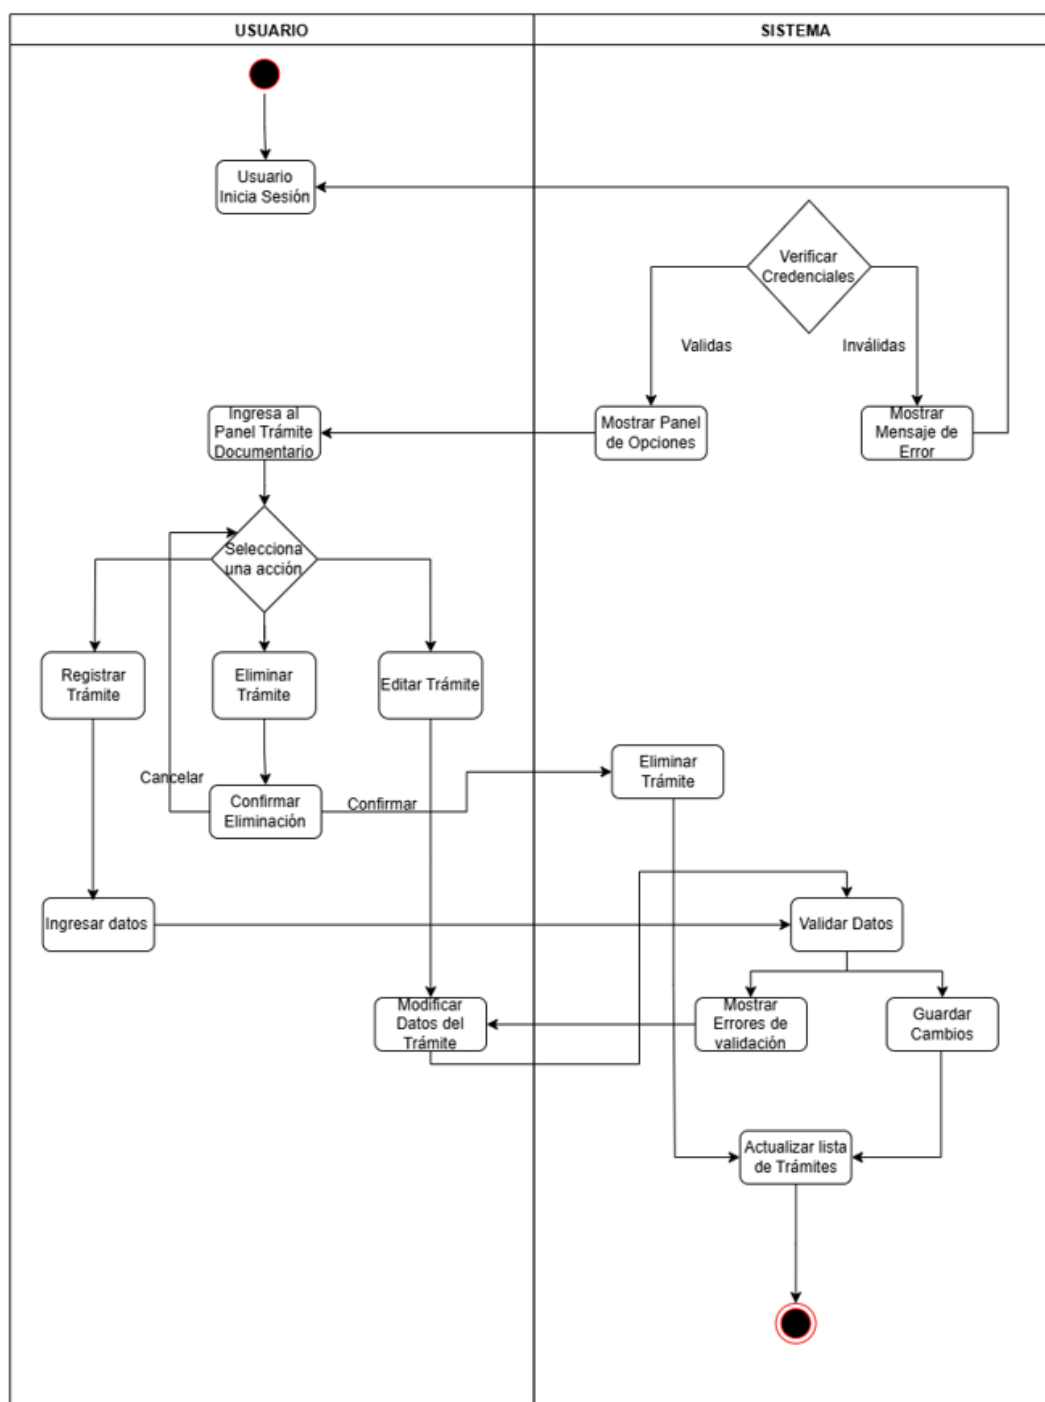 USUARIO
SISTEMA
Usuario
Inicia Sesión
Verificar
Credenciales
Validas
Inválidas
Ingresa al
Panel Trámite
Documentario
Mostrar Panel
de Opciones
Mostrar
Mensaje de
Error
Selecciona
una acción
Registrar
Trámite
Eliminar
Trámite
Editar Trámite
Cancelar
Confirmar
Eliminación
Confirmar
Eliminar
Trámite
Ingresar datos
Validar Datos
Modificar
Datos del
Trámite
Mostrar
Errores de
validación
Guardar
Cambios
Actualizar lista
de Trámites